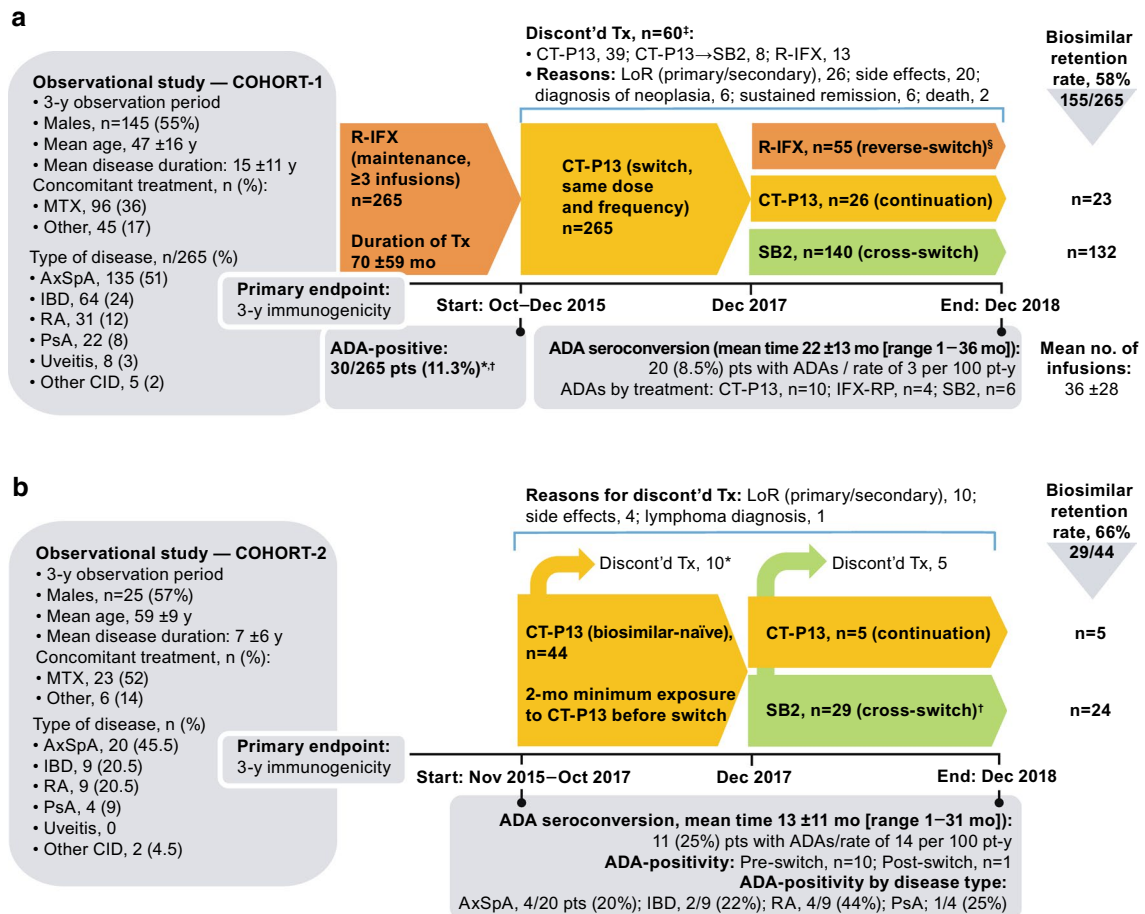 a
Discont'd Tx, n=60‡:
• CT-P13, 39; CT-P13→SB2, 8; R-IFX, 13
• Reasons: LoR (primary/secondary), 26; side effects, 20;
diagnosis of neoplasia, 6; sustained remission, 6; death, 2
Biosimilar
retention
rate, 58%
155/265
Observational study — COHORT-1
• 3-y observation period
• Males, n=145 (55%)
• Mean age, 47 ±16 y
• Mean disease duration: 15 ±11 y
Concomitant treatment, n (%):
• MTX, 96 (36)
• Other, 45 (17)
Type of disease, n/265 (%)
• AxSpA, 135 (51)
• IBD, 64 (24)
• RA, 31 (12)
• PsA, 22 (8)
• Uveitis, 8 (3)
• Other CID, 5 (2)
R-IFX
(maintenance,
≥3 infusions)
n=265
Duration of Tx
70 ±59 mo
CT-P13 (switch,
same dose
and frequency)
n=265
R-IFX, n=55 (reverse-switch)§
CT-P13, n=26 (continuation)
n=23
SB2, n=140 (cross-switch)
n=132
Primary endpoint:
3-y immunogenicity
Start: Oct–Dec 2015
Dec 2017
End: Dec 2018
ADA-positive:
30/265 pts (11.3%)*,†
ADA seroconversion (mean time 22 ±13 mo [range 1–36 mo]):
20 (8.5%) pts with ADAs / rate of 3 per 100 pt-y
ADAs by treatment: CT-P13, n=10; IFX-RP, n=4; SB2, n=6
Mean no. of
infusions:
36 ±28
b
Reasons for discont'd Tx: LoR (primary/secondary), 10;
side effects, 4; lymphoma diagnosis, 1
Biosimilar
retention
rate, 66%
29/44
Observational study — COHORT-2
• 3-y observation period
• Males, n=25 (57%)
• Mean age, 59 ±9 y
• Mean disease duration: 7 ±6 y
Concomitant treatment, n (%):
• MTX, 23 (52)
• Other, 6 (14)
Type of disease, n (%)
• AxSpA, 20 (45.5)
• IBD, 9 (20.5)
• RA, 9 (20.5)
• PsA, 4 (9)
• Uveitis, 0
• Other CID, 2 (4.5)
Discont'd Tx, 10*
Discont'd Tx, 5
CT-P13 (biosimilar-naïve),
n=44
2-mo minimum exposure
to CT-P13 before switch
CT-P13, n=5 (continuation)
n=5
SB2, n=29 (cross-switch)†
n=24
Primary endpoint:
3-y immunogenicity
Start: Nov 2015–Oct 2017
Dec 2017
End: Dec 2018
ADA seroconversion, mean time 13 ±11 mo [range 1–31 mo]):
11 (25%) pts with ADAs/rate of 14 per 100 pt-y
ADA-positivity: Pre-switch, n=10; Post-switch, n=1
ADA-positivity by disease type:
AxSpA, 4/20 pts (20%); IBD, 2/9 (22%); RA, 4/9 (44%); PsA; 1/4 (25%)